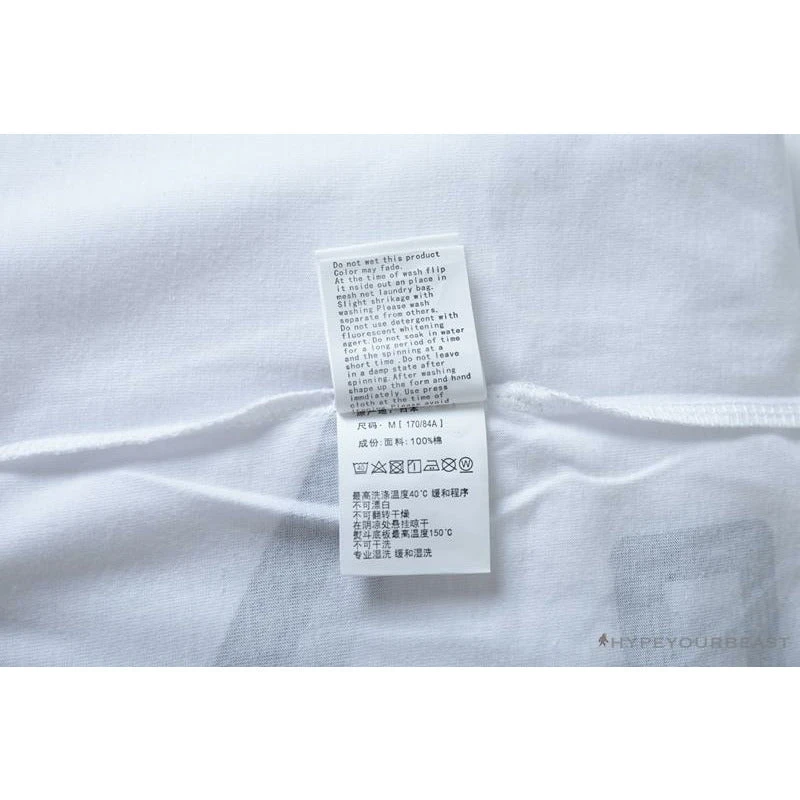 Do not wet this product
Color may fade.
At the time of wash flip
it nside out an place in
mesh net laundry bag.
Slight shrikage with
washing.Please wash
separate from others.
Do not use detergont with
fluorescent whitening
agert.Do not soak in water
for a long period of time
and the spinning at a
short time. Do not leave
in a damp state after
spinning. After washing
shape up the form and hand
immediately. Use press
cloth at the time of
Please avoid
尺码：M [ 170/84A ]
成份：面料：100%棉
40 W
最高洗涤温度40℃ 缓和程序
不可漂白
不可翻转干燥
在阴凉处悬挂晾干
熨斗底板最高温度150℃
不可干洗
专业湿洗 缓和湿洗
HYPEYOURBEAST